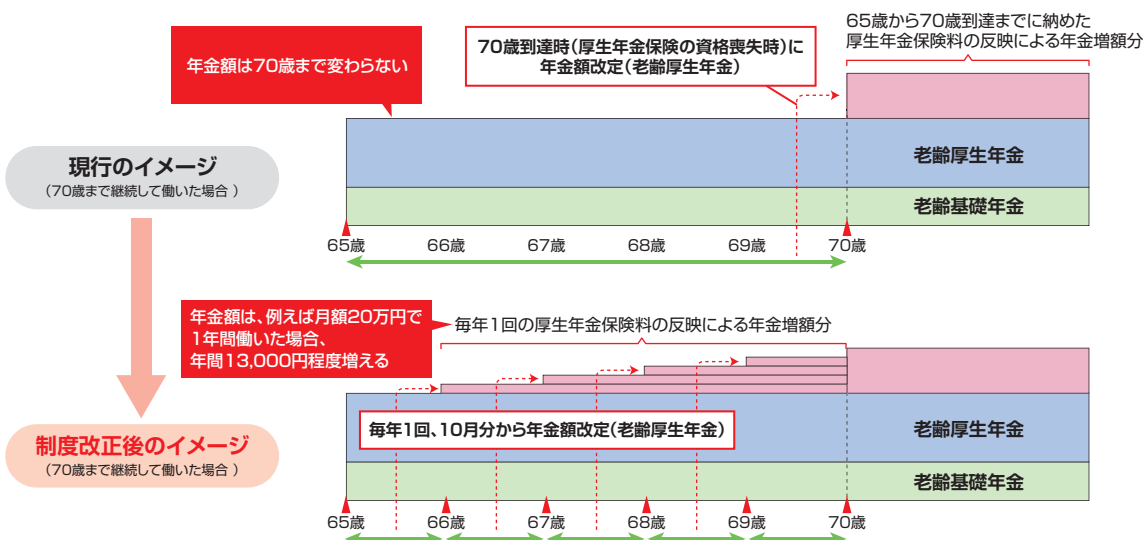 65歳から70歳到達までに納めた
厚生年金保険料の反映による年金増額分
70歳到達時(厚生年金保険の資格喪失時)に
年金額改定(老齢厚生年金)
年金額は70歳まで変わらない
現行のイメージ
(70歳まで継続して働いた場合 )
老齢厚生年金
老齢基礎年金
65歳 66歳 67歳 68歳 69歳 70歳
年金額は、例えば月額20万円で
1年間働いた場合、
年間13,000円程度増える
毎年1回の厚生年金保険料の反映による年金増額分
毎年1回、10月分から年金額改定(老齢厚生年金)
制度改正後のイメージ
(70歳まで継続して働いた場合 )
老齢厚生年金
老齢基礎年金
65歳 66歳 67歳 68歳 69歳 70歳